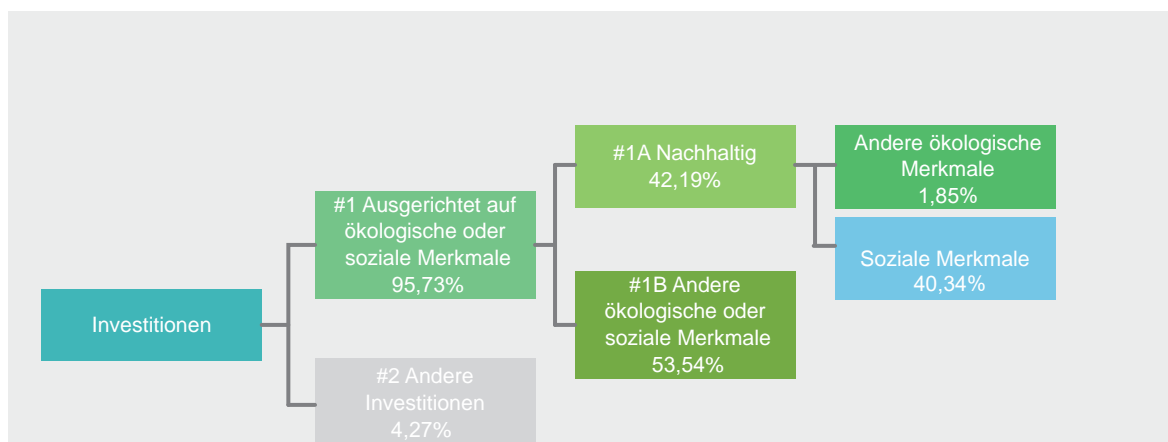 Investitionen
#1 Ausgerichtet auf
ökologische oder
soziale Merkmale
95,73%
#2 Andere
Investitionen
4,27%
#1A Nachhaltig
42,19%
#1B Andere
ökologische oder
soziale Merkmale
53,54%
Andere ökologische
Merkmale
1,85%
Soziale Merkmale
40,34%